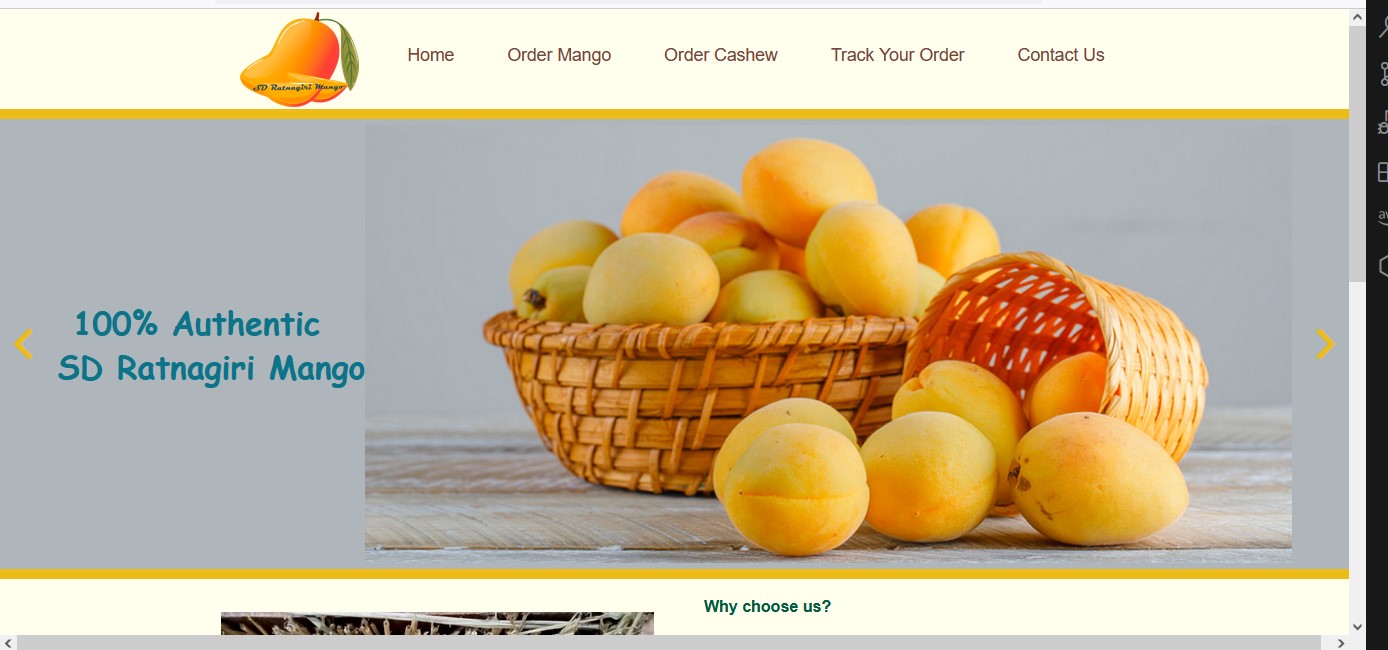 SD Ratnagiri Mango
Home
Order Mango
Order Cashew
Track Your Order
Contact Us
100% Authentic
SD Ratnagiri Mango
Why choose us?